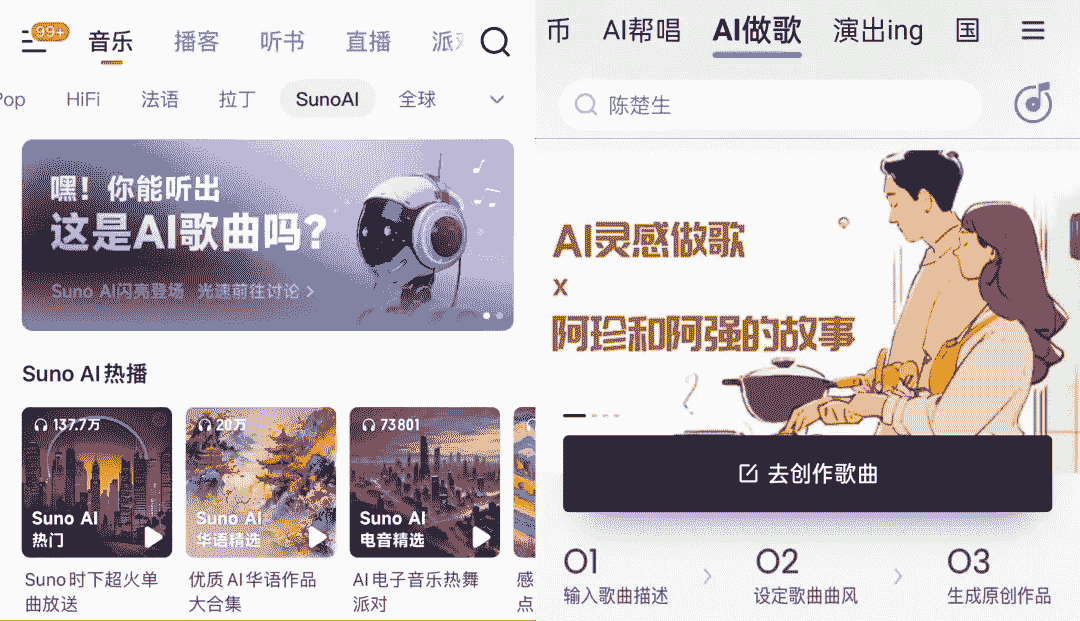 99+
音乐 播客 听书 直播 派对
Pop HiFi 法语 拉丁 SunoAI 全球
嘿！你能听出
这是AI歌曲吗？
Suno AI闪亮登场 光速前往讨论 >
Suno AI热播
137.7万 20万 73801
Suno AI
热门
Suno AI
华语精选
Suno AI
电音精选
Suno时下超火单
曲放送
优质AI华语作品
大合集
AI电子音乐热舞
派对
感
点
币 AI帮唱 AI做歌 演出ing 国
陈楚生
AI灵感做歌
x
阿珍和阿强的故事
去创作歌曲
01 02 03
输入歌曲描述 设定歌曲曲风 生成原创作品